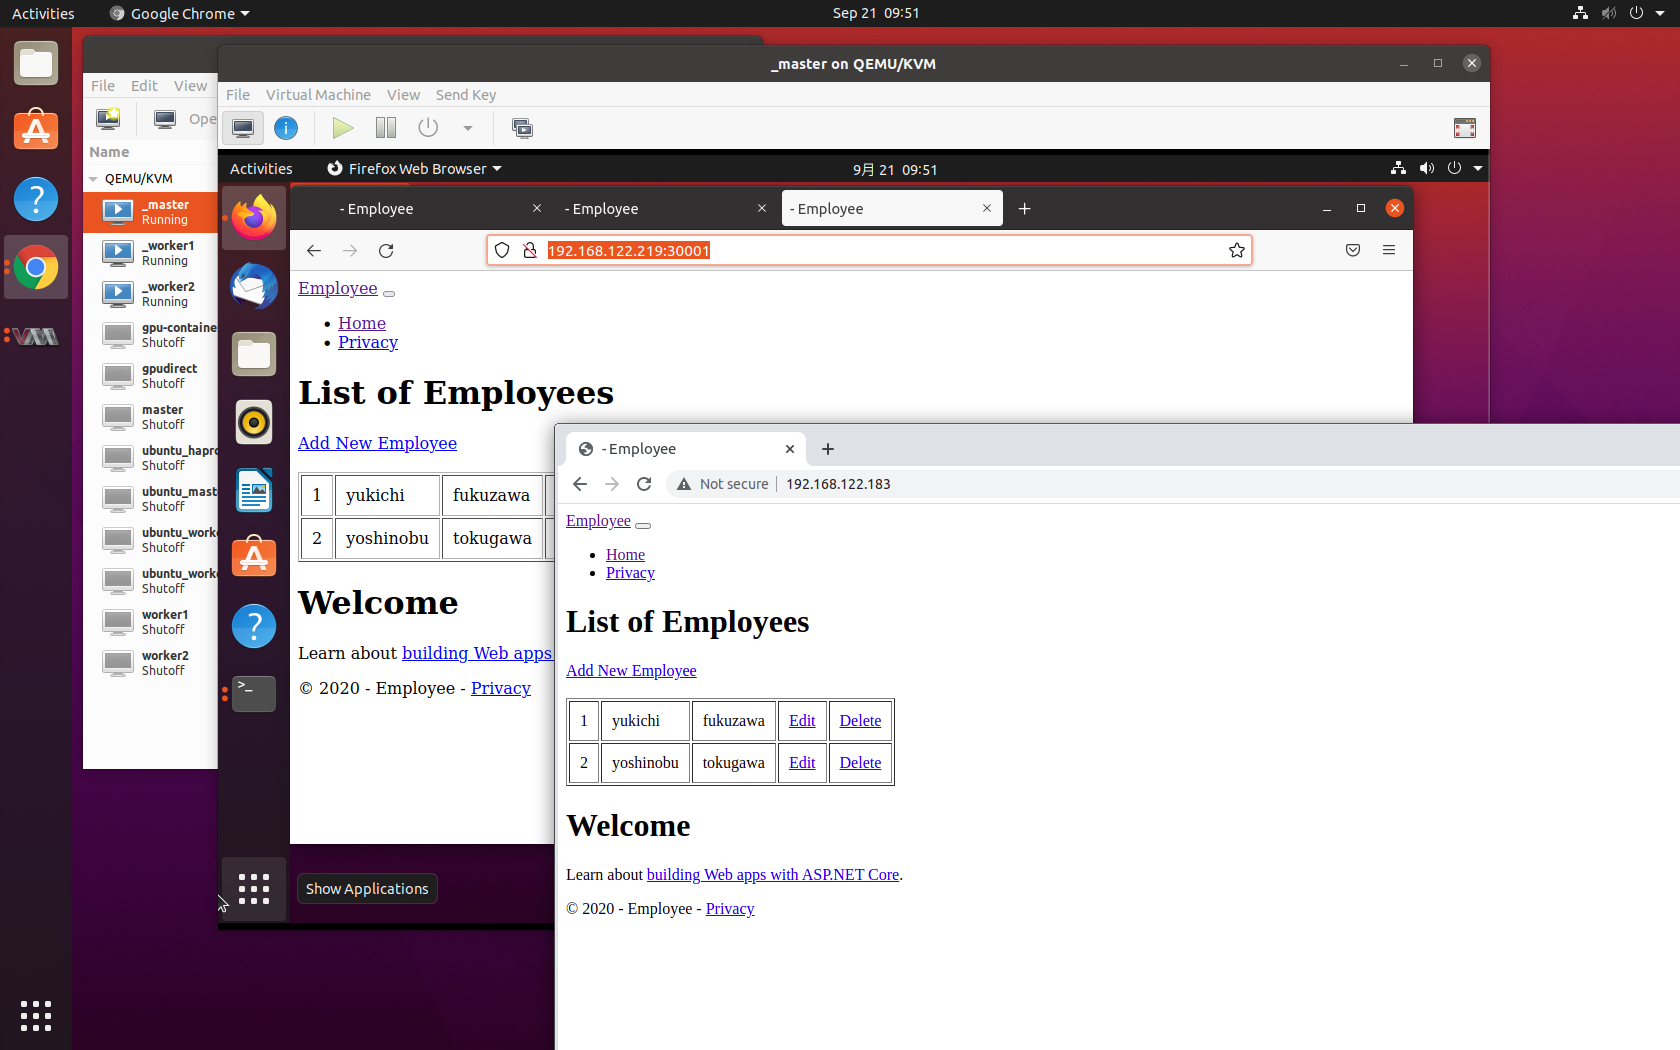 Activities
Google Chrome
Sep 21 09:51
_master on QEMU/KVM
File Edit View
File Virtual Machine View Send Key
Ope
Name
QEMU/KVM
_master
Running
_worker1
Running
_worker2
Running
gpu-containe
Shutoff
gpudirect
Shutoff
master
Shutoff
ubuntu_hapro
Shutoff
ubuntu_mast
Shutoff
ubuntu_worke
Shutoff
ubuntu_worke
Shutoff
worker1
Shutoff
worker2
Shutoff
Activities
Firefox Web Browser
9月 21 09:51
- Employee
- Employee
- Employee
192.168.122.219:30001
Employee
Home
Privacy
List of Employees
Add New Employee
1 yukichi fukuzawa
2 yoshinobu tokugawa
Welcome
Learn about building Web apps
© 2020 - Employee - Privacy
Show Applications
- Employee
Not secure 192.168.122.183
Employee
Home
Privacy
List of Employees
Add New Employee
1 yukichi fukuzawa Edit Delete
2 yoshinobu tokugawa Edit Delete
Welcome
Learn about building Web apps with ASP.NET Core.
© 2020 - Employee - Privacy